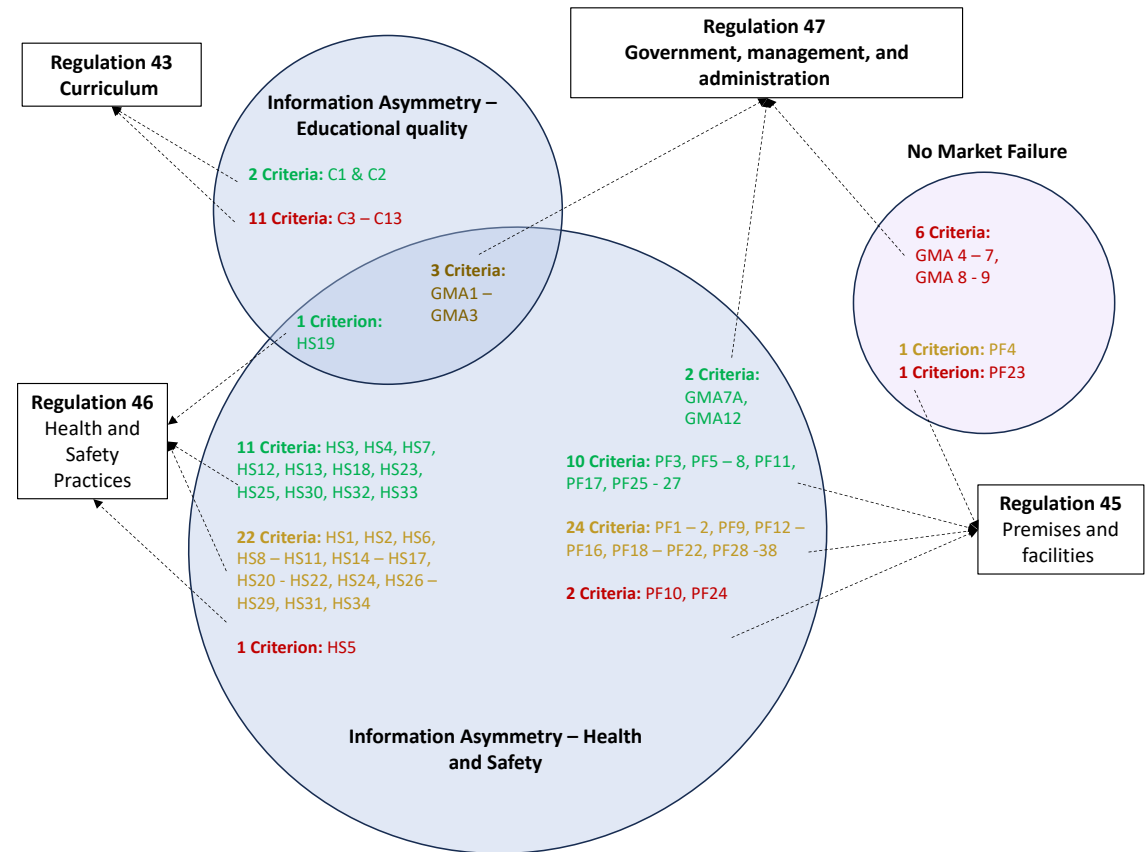 Regulation 47
Government, management, and
administration
Regulation 43
Curriculum
Information Asymmetry –
Educational quality
No Market Failure
2 Criteria: C1 & C2
11 Criteria: C3 – C13
6 Criteria:
GMA 4 – 7,
GMA 8 - 9
3 Criteria:
GMA1 –
GMA3
1 Criterion:
HS19
1 Criterion: PF4
1 Criterion: PF23
2 Criteria:
GMA7A,
GMA12
Regulation 46
Health and
Safety
Practices
11 Criteria: HS3, HS4, HS7,
HS12, HS13, HS18, HS23,
HS25, HS30, HS32, HS33
10 Criteria: PF3, PF5 – 8, PF11,
PF17, PF25 - 27
Regulation 45
Premises and
facilities
22 Criteria: HS1, HS2, HS6,
HS8 – HS11, HS14 – HS17,
HS20 - HS22, HS24, HS26 –
HS29, HS31, HS34
24 Criteria: PF1 – 2, PF9, PF12 –
PF16, PF18 – PF22, PF28 -38
2 Criteria: PF10, PF24
1 Criterion: HS5
Information Asymmetry – Health
and Safety